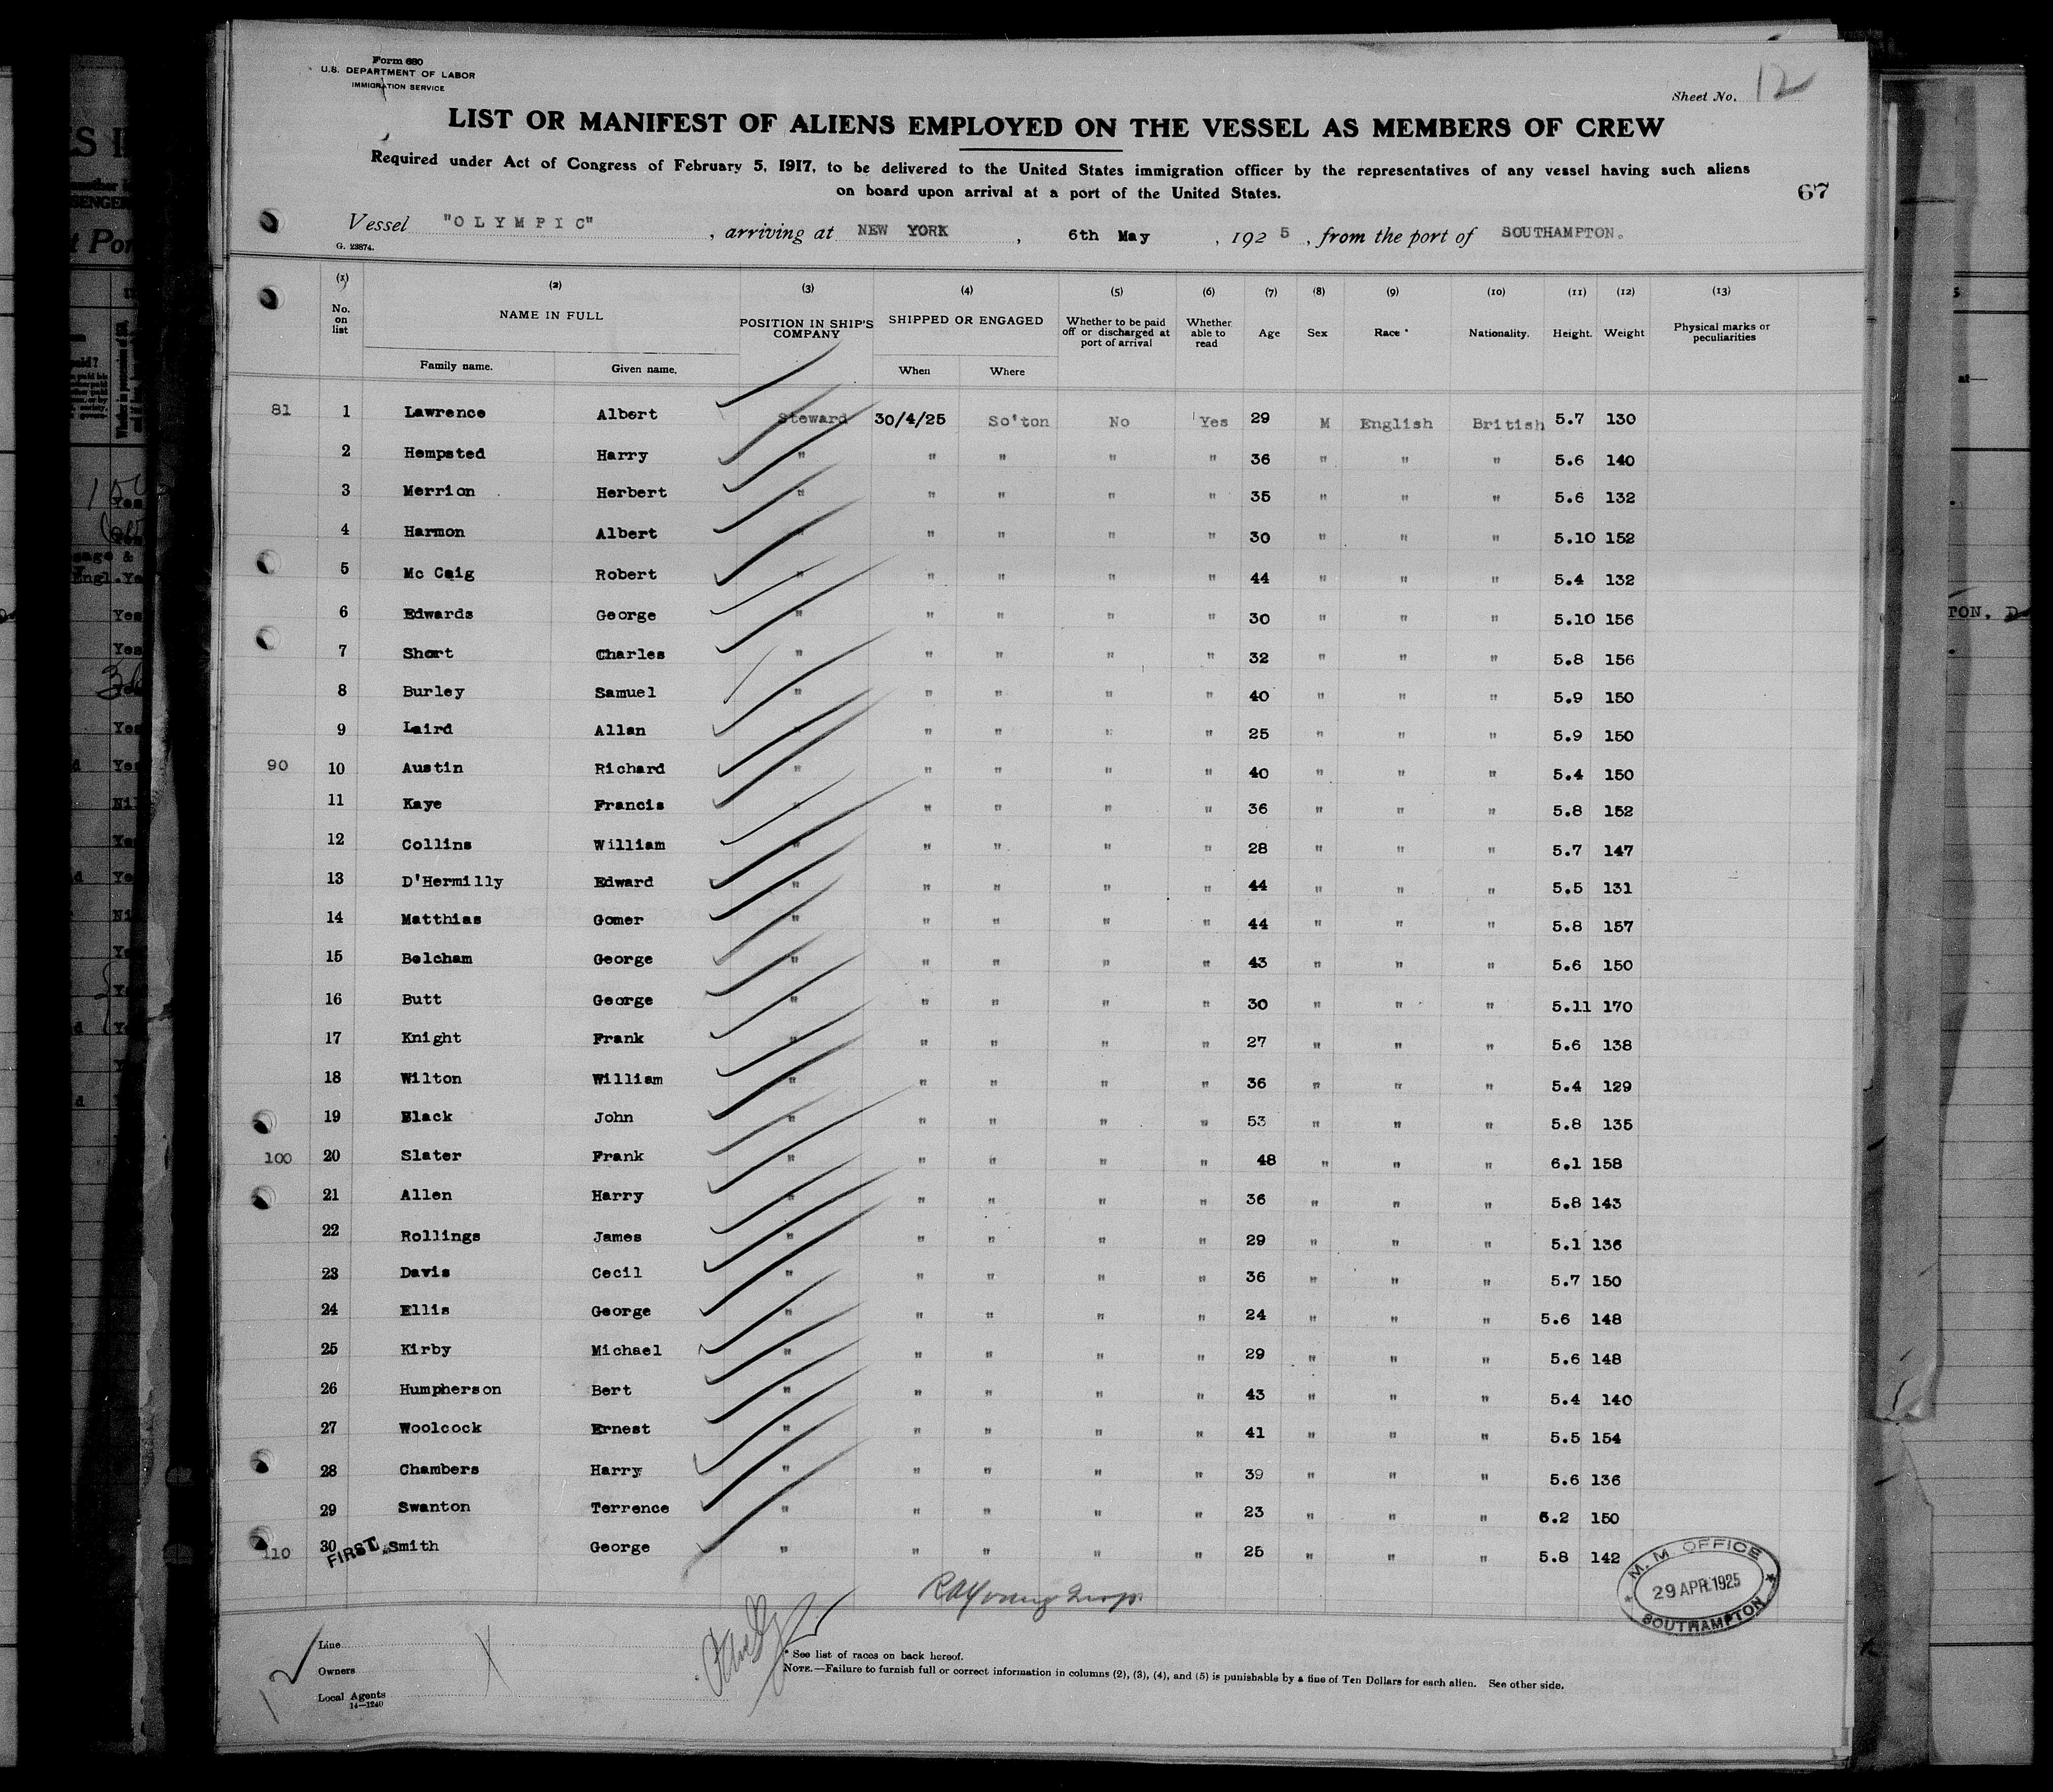 Form 680
U.S. DEPARTMENT OF LABOR
IMMIGRATION SERVICE
Sheet No. 12
LIST OR MANIFEST OF ALIENS EMPLOYED ON THE VESSEL AS MEMBERS OF CREW
Required under Act of Congress of February 5, 1917, to be delivered to the United States immigration officer by the representatives of any vessel having such aliens
on board upon arrival at a port of the United States.
67
Vessel "OLYMPIC", arriving at NEW YORK, 6th May, 1925, from the port of SOUTHAMPTON.
G. 23874.
(1) (2) (3) (4) (5) (6) (7) (8) (9) (10) (11) (12) (13)
No. on list NAME IN FULL POSITION IN SHIP'S COMPANY SHIPPED OR ENGAGED Whether to be paid off or discharged at port of arrival Whether able to read Age Sex Race * Nationality. Height. Weight Physical marks or peculiarities
Family name. Given name. When Where
81 1 Lawrence Albert Steward 30/4/25 So'ton No Yes 29 M English British 5.7 130
2 Hempsted Harry " " " " " 36 " " " 5.6 140
3 Merrion Herbert " " " " " 35 " " " 5.6 132
4 Harmon Albert " " " " " 30 " " " 5.10 152
5 Mc Caig Robert " " " " " 44 " " " 5.4 132
6 Edwards George " " " " " 30 " " " 5.10 156
7 Short Charles " " " " " 32 " " " 5.8 156
8 Burley Samuel " " " " " 40 " " " 5.9 150
9 Laird Allan " " " " " 25 " " " 5.9 150
90 10 Austin Richard " " " " " 40 " " " 5.4 150
11 Kaye Francis " " " " " 36 " " " 5.8 152
12 Collins William " " " " " 28 " " " 5.7 147
13 D'Hermilly Edward " " " " " 44 " " " 5.5 131
14 Matthias Gomer " " " " " 44 " " " 5.8 157
15 Belcham George " " " " " 43 " " " 5.6 150
16 Butt George " " " " " 30 " " " 5.11 170
17 Knight Frank " " " " " 27 " " " 5.6 138
18 Wilton William " " " " " 36 " " " 5.4 129
19 Black John " " " " " 53 " " " 5.8 135
100 20 Slater Frank " " " " " 48 " " " 6.1 158
21 Allen Harry " " " " " 36 " " " 5.8 143
22 Rollings James " " " " " 29 " " " 5.1 136
23 Davis Cecil " " " " " 36 " " " 5.7 150
24 Ellis George " " " " " 24 " " " 5.6 148
25 Kirby Michael " " " " " 29 " " " 5.6 148
26 Humpherson Bert " " " " " 43 " " " 5.4 140
27 Woolcock Ernest " " " " " 41 " " " 5.5 154
28 Chambers Harry " " " " " 39 " " " 5.6 136
29 Swanton Terrence " " " " " 23 " " " 6.2 150
110 30 Smith George " " " " " 25 " " " 5.8 142
FIRST
M.M. OFFICE
29 APR. 1925
SOUTHAMPTON
12
Line
Owners
Local Agents
14—1240
* See list of races on back hereof.
NOTE.—Failure to furnish full or correct information in columns (2), (3), (4), and (5) is punishable by a fine of Ten Dollars for each alien. See other side.